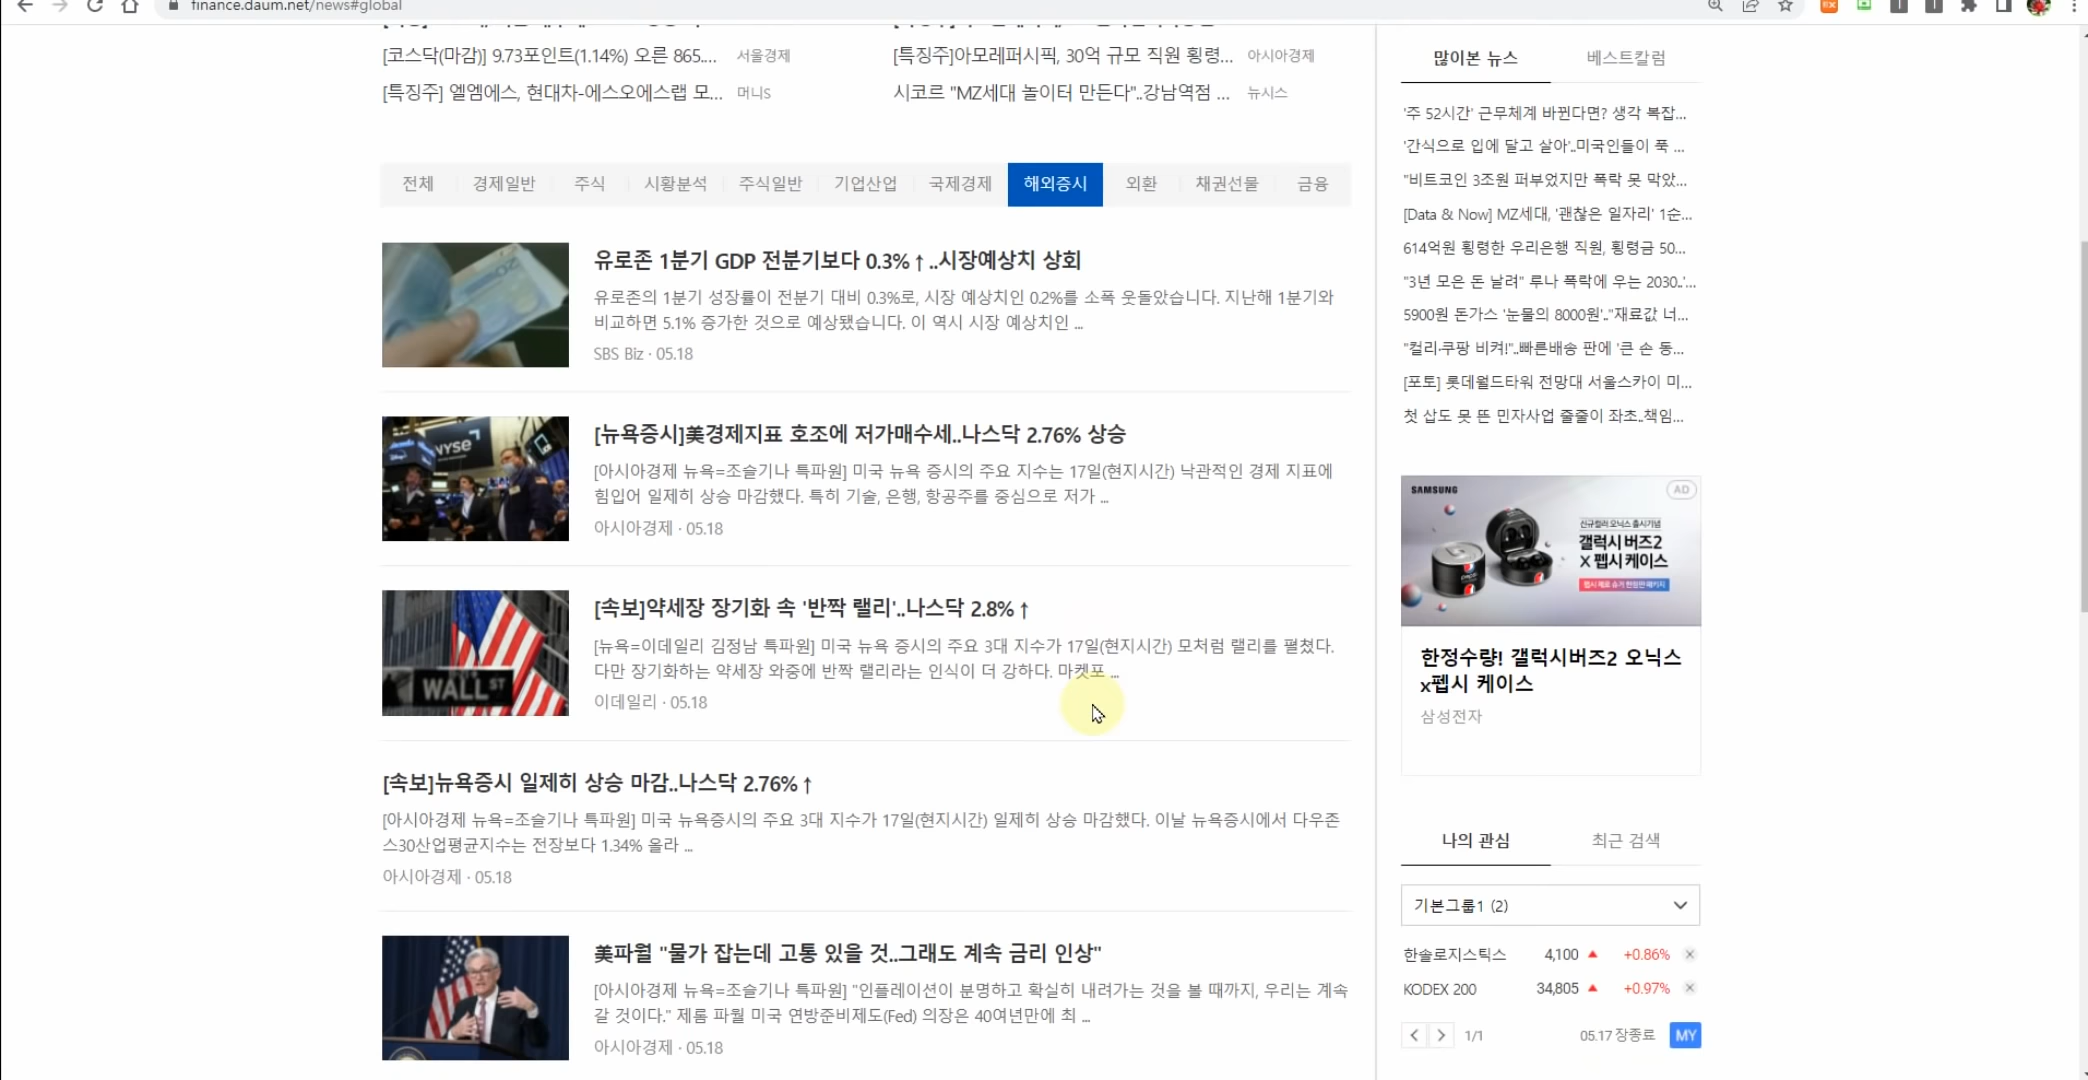 finance.daum.net/news#global
[코스닥(마감)] 9.73포인트(1.14%) 오른 865....
서울경제
[특징주]아모레퍼시픽, 30억 규모 직원 횡령...
아시아경제
[특징주] 엘엠에스, 현대차-에스오에스랩 모...
머니S
시코르 "MZ세대 놀이터 만든다"..강남역점 ...
뉴시스
전체
경제일반
주식
시황분석
주식일반
기업산업
국제경제
해외증시
외환
채권선물
금융
유로존 1분기 GDP 전분기보다 0.3%↑..시장예상치 상회
유로존의 1분기 성장률이 전분기 대비 0.3%로, 시장 예상치인 0.2%를 소폭 웃돌았습니다. 지난해 1분기와
비교하면 5.1% 증가한 것으로 예상됐습니다. 이 역시 시장 예상치인 ...
SBS Biz · 05.18
NYSE
[뉴욕증시]美경제지표 호조에 저가매수세..나스닥 2.76% 상승
[아시아경제 뉴욕=조슬기나 특파원] 미국 뉴욕 증시의 주요 지수는 17일(현지시간) 낙관적인 경제 지표에
힘입어 일제히 상승 마감했다. 특히 기술, 은행, 항공주를 중심으로 저가 ...
아시아경제 · 05.18
WALL ST
[속보]약세장 장기화 속 '반짝 랠리'..나스닥 2.8%↑
[뉴욕=이데일리 김정남 특파원] 미국 뉴욕 증시의 주요 3대 지수가 17일(현지시간) 모처럼 랠리를 펼쳤다.
다만 장기화하는 약세장 와중에 반짝 랠리라는 인식이 더 강하다. 마켓포 ...
이데일리 · 05.18
[속보]뉴욕증시 일제히 상승 마감..나스닥 2.76%↑
[아시아경제 뉴욕=조슬기나 특파원] 미국 뉴욕증시의 주요 3대 지수가 17일(현지시간) 일제히 상승 마감했다. 이날 뉴욕증시에서 다우존
스30산업평균지수는 전장보다 1.34% 올라 ...
아시아경제 · 05.18
美파월 "물가 잡는데 고통 있을 것..그래도 계속 금리 인상"
[아시아경제 뉴욕=조슬기나 특파원] "인플레이션이 분명하고 확실히 내려가는 것을 볼 때까지, 우리는 계속
갈 것이다." 제롬 파월 미국 연방준비제도(Fed) 의장은 40여년만에 최 ...
아시아경제 · 05.18
많이본 뉴스
베스트칼럼
'주 52시간' 근무체계 바뀐다면? 생각 복잡...
'간식으로 입에 달고 살아'..미국인들이 푹 ...
"비트코인 3조원 퍼부었지만 폭락 못 막았...
[Data & Now] MZ세대, '괜찮은 일자리' 1순...
614억원 횡령한 우리은행 직원, 횡령금 50...
"3년 모은 돈 날려" 루나 폭락에 우는 2030..'...
5900원 돈가스 '눈물의 8000원'.."재료값 너...
"컬리·쿠팡 비켜!"..빠른배송 판에 '큰 손 동...
[포토] 롯데월드타워 전망대 서울스카이 미...
첫 삽도 못 뜬 민자사업 줄줄이 좌초..책임...
SAMSUNG
AD
신규컬러 오닉스 출시기념
갤럭시 버즈2
X 펩시 케이스
한정수량! 갤럭시버즈2 오닉스
x펩시 케이스
삼성전자
나의 관심
최근 검색
기본그룹1 (2)
한솔로지스틱스 4,100 ▲ +0.86% ×
KODEX 200 34,805 ▲ +0.97% ×
1/1
05.17 장종료
MY